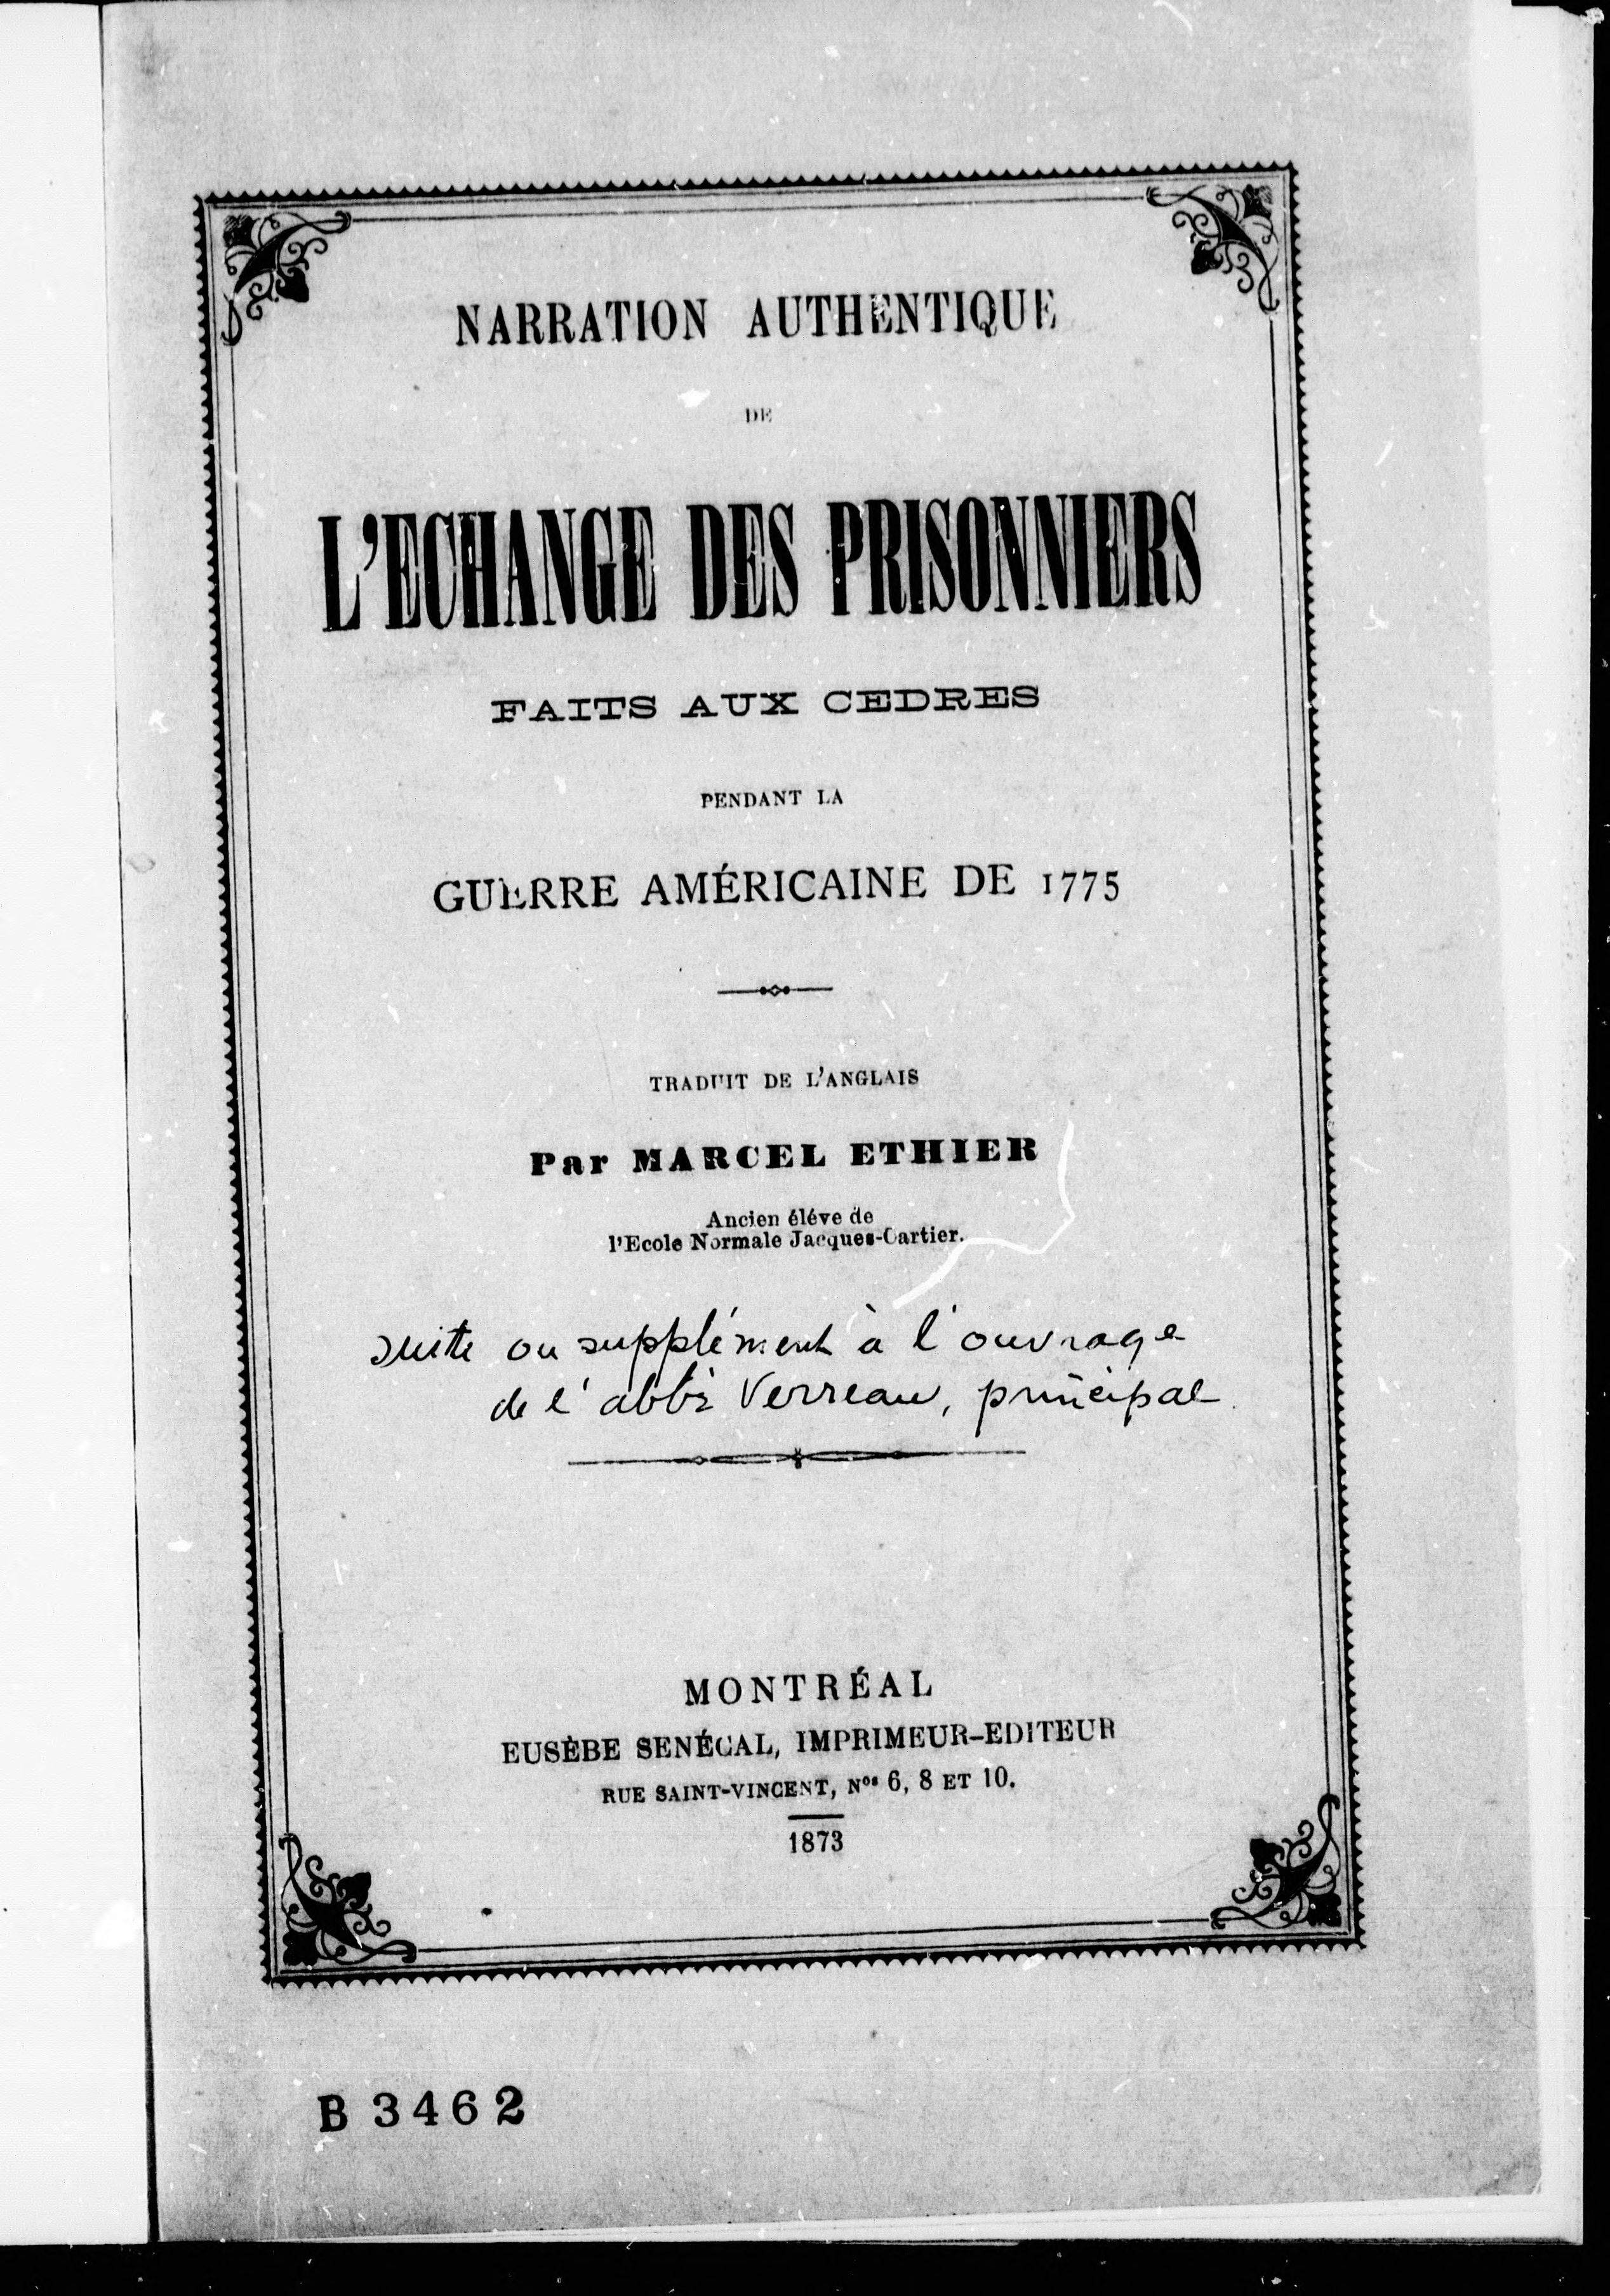 NARRATION AUTHENTIQUE
DE
L'ECHANGE DES PRISONNIERS
FAITS AUX CEDRES
PENDANT LA
GUERRE AMÉRICAINE DE 1775
TRADUIT DE L'ANGLAIS
Par MARCEL ETHIER
Ancien éléve de
l'Ecole Normale Jacques-Cartier.
suite ou supplément à l'ouvrage
de l'abbé Verreau, principal
MONTRÉAL
EUSÈBE SENÉCAL, IMPRIMEUR-EDITEUR
RUE SAINT-VINCENT, Nos 6, 8 ET 10.
1873
B 3462